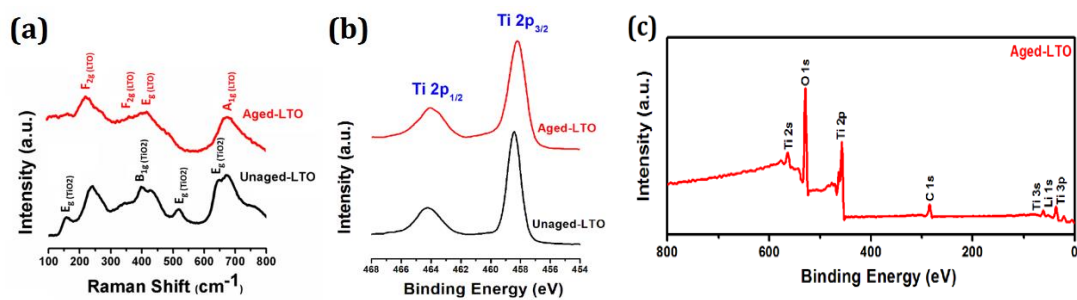 (a)
Intensity (a.u.)
F2g (LTO)
F2g (LTO)
Eg (LTO)
A1g (LTO)
Aged-LTO
Eg (TiO2)
B1g (TiO2)
Eg (TiO2)
Eg (TiO2)
Unaged-LTO
100 200 300 400 500 600 700 800
Raman Shift (cm-1)
(b)
Intensity (a.u.)
Ti 2p3/2
Ti 2p1/2
Aged-LTO
Unaged-LTO
468 466 464 462 460 458 456 454
Binding Energy (eV)
(c)
Intensity (a.u.)
Aged-LTO
Ti 2s
O 1s
Ti 2p
C 1s
Ti 3s
Li 1s
Ti 3p
800 600 400 200 0
Binding Energy (eV)